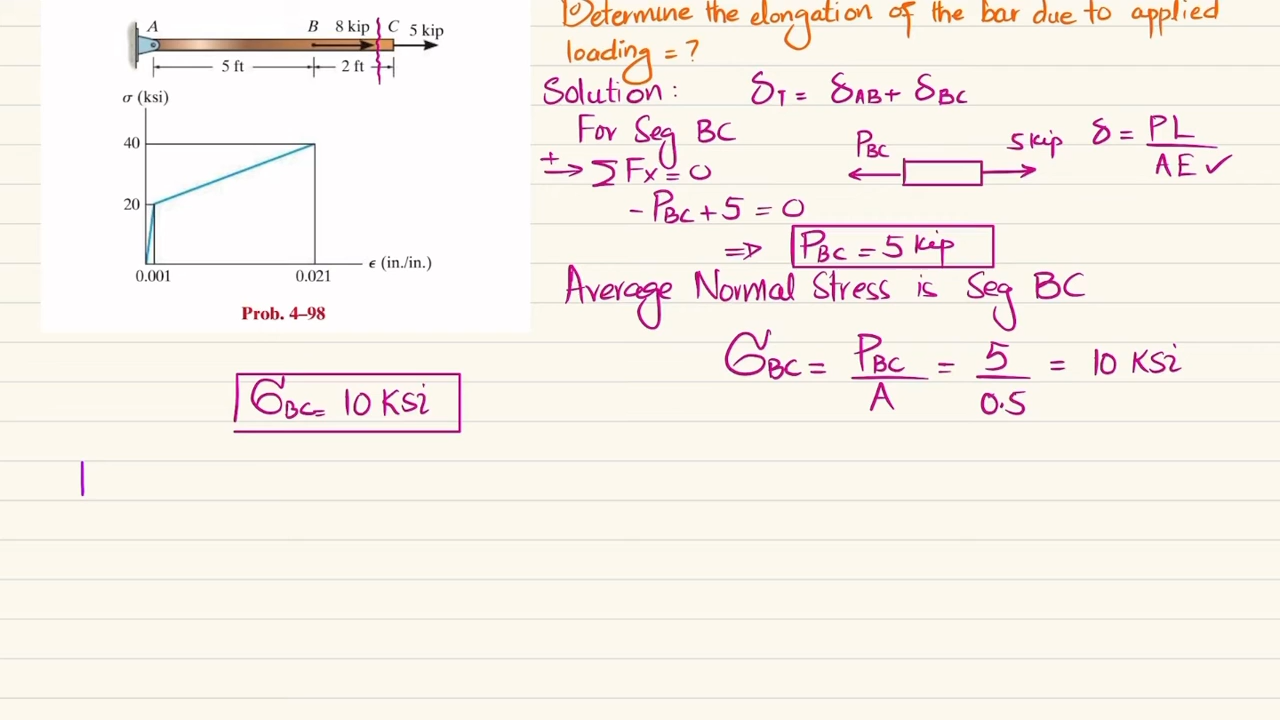 Determine the elongation of the bar due to applied
loading = ?
A B 8 kip C 5 kip
5 ft 2 ft
σ (ksi)
40
20
0.001 0.021 ϵ (in./in.)
Prob. 4–98
Solution: δT = δAB + δBC
For Seg BC
+→ ΣFx = 0
PBC 5 kip
δ = PL / AE ✓
-PBC + 5 = 0
=> PBC = 5 kip
Average Normal Stress is Seg BC
σBC = PBC / A = 5 / 0.5 = 10 Ksi
σBC = 10 Ksi